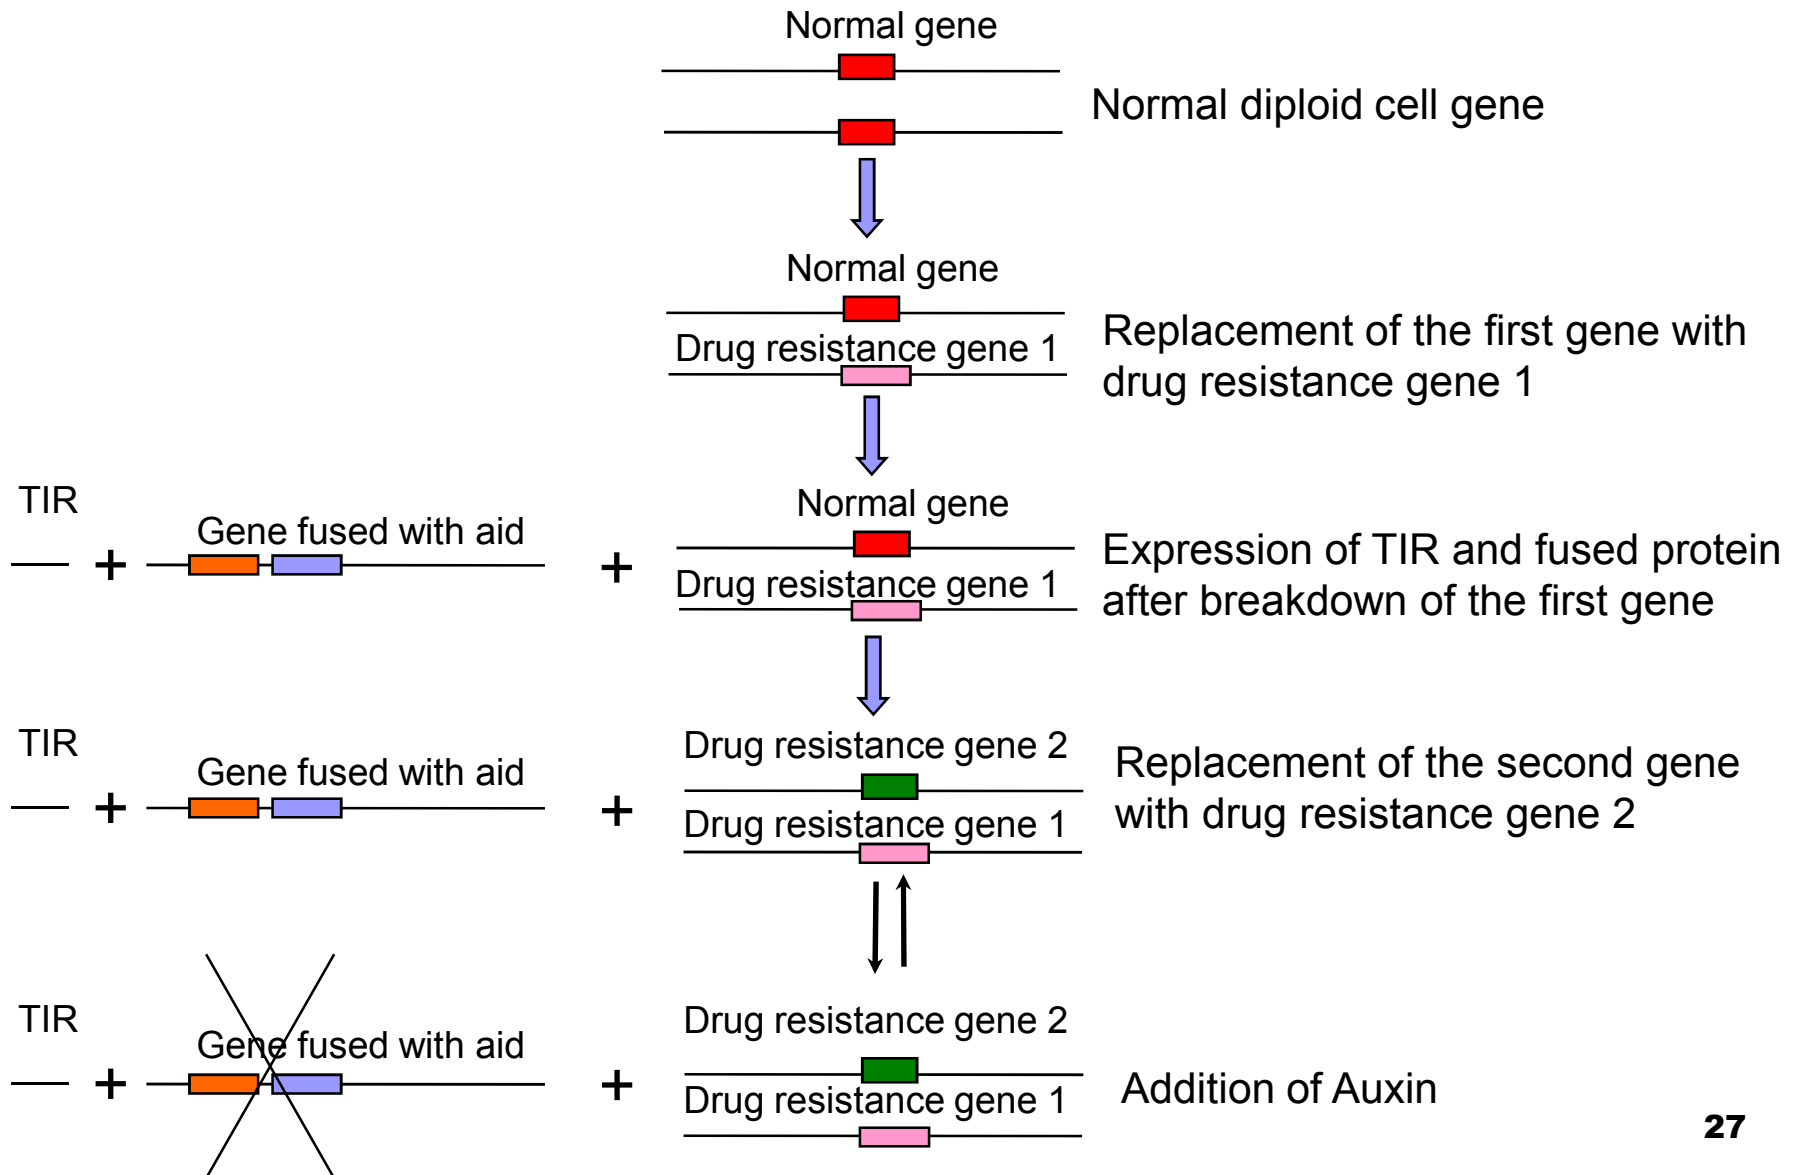 Normal gene
Normal diploid cell gene
Normal gene
Drug resistance gene 1
Replacement of the first gene with
drug resistance gene 1
TIR
+
Gene fused with aid
+
Normal gene
Drug resistance gene 1
Expression of TIR and fused protein
after breakdown of the first gene
TIR
+
Gene fused with aid
+
Drug resistance gene 2
Drug resistance gene 1
Replacement of the second gene
with drug resistance gene 2
TIR
+
Gene fused with aid
+
Drug resistance gene 2
Drug resistance gene 1
Addition of Auxin
27